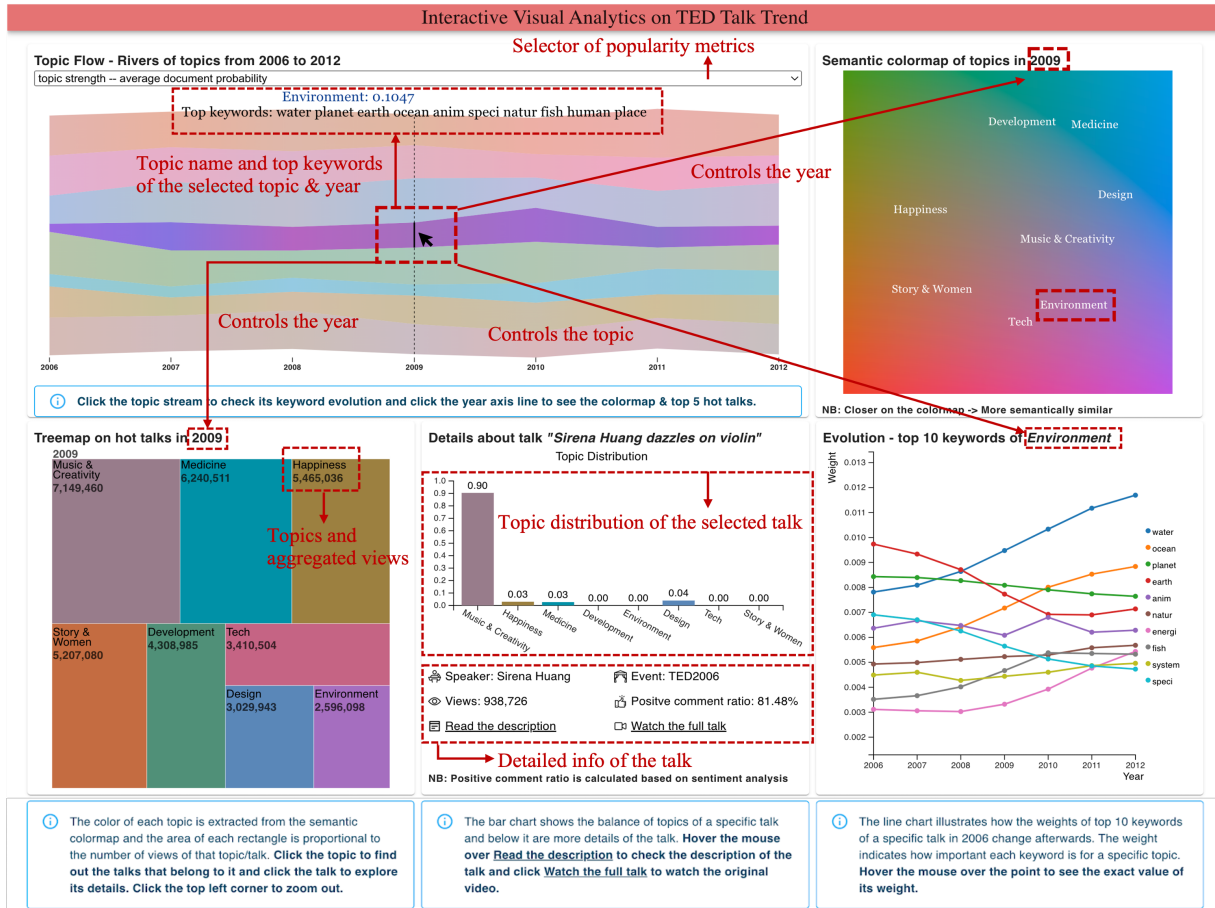 Interactive Visual Analytics on TED Talk Trend
Topic Flow - Rivers of topics from 2006 to 2012
Selector of popularity metrics
topic strength -- average document probability
Environment: 0.1047
Top keywords: water planet earth ocean anim speci natur fish human place
Topic name and top keywords
of the selected topic & year
Controls the year
Controls the year
Controls the topic
2006 2007 2008 2009 2010 2011 2012
Click the topic stream to check its keyword evolution and click the year axis line to see the colormap & top 5 hot talks.
Semantic colormap of topics in 2009
Development
Medicine
Design
Happiness
Music & Creativity
Story & Women
Environment
Tech
NB: Closer on the colormap -> More semantically similar
Treemap on hot talks in 2009
2009
Music &
Creativity
7,149,460
Medicine
6,240,511
Happiness
5,465,036
Topics and
aggregated views
Story &
Women
5,207,080
Development
4,308,985
Tech
3,410,504
Design
3,029,943
Environment
2,596,098
Details about talk "Sirena Huang dazzles on violin"
Topic Distribution
1.0
0.9
0.8
0.7
0.6
0.5
0.4
0.3
0.2
0.1
0.0
0.90
0.03
0.03
0.00
0.00
0.04
0.00
0.00
Music & Creativity
Happiness
Medicine
Development
Environment
Design
Tech
Story & Women
Topic distribution of the selected talk
Speaker: Sirena Huang
Event: TED2006
Views: 938,726
Positve comment ratio: 81.48%
Read the description
Watch the full talk
Detailed info of the talk
NB: Positive comment ratio is calculated based on sentiment analysis
Evolution - top 10 keywords of Environment
Weight
0.013
0.012
0.011
0.010
0.009
0.008
0.007
0.006
0.005
0.004
0.003
0.002
2006 2007 2008 2009 2010 2011 2012
Year
water
ocean
planet
earth
anim
natur
energi
fish
system
speci
The color of each topic is extracted from the semantic
colormap and the area of each rectangle is proportional to
the number of views of that topic/talk. Click the topic to find
out the talks that belong to it and click the talk to explore
its details. Click the top left corner to zoom out.
The bar chart shows the balance of topics of a specific talk
and below it are more details of the talk. Hover the mouse
over Read the description to check the description of the
talk and click Watch the full talk to watch the original
video.
The line chart illustrates how the weights of top 10 keywords
of a specific talk in 2006 change afterwards. The weight
indicates how important each keyword is for a specific topic.
Hover the mouse over the point to see the exact value of
its weight.